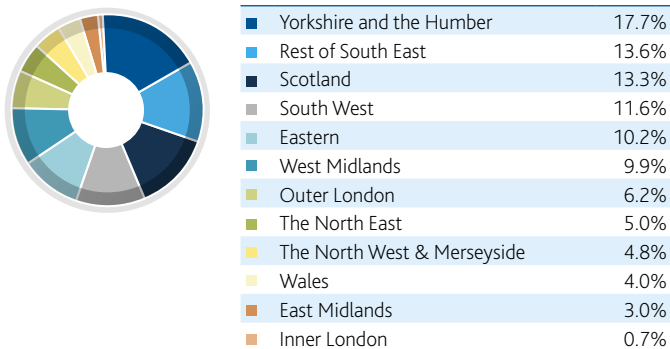 Yorkshire and the Humber 17.7%
Rest of South East 13.6%
Scotland 13.3%
South West 11.6%
Eastern 10.2%
West Midlands 9.9%
Outer London 6.2%
The North East 5.0%
The North West & Merseyside 4.8%
Wales 4.0%
East Midlands 3.0%
Inner London 0.7%